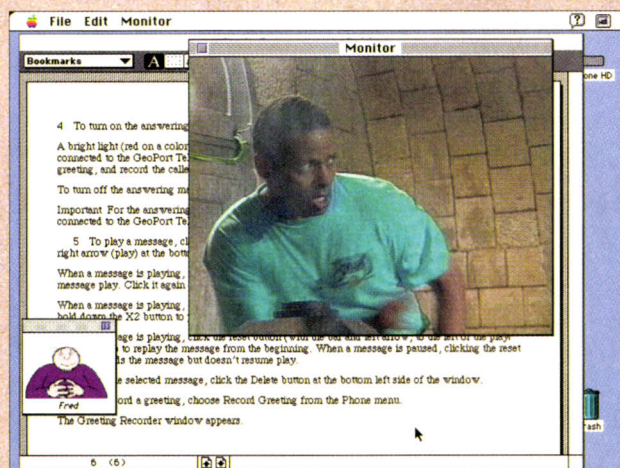 File Edit Monitor
Monitor
Bookmarks
A
one HD
4 To turn on the answering
A bright light (red on a color
connected to the GeoPort Te
greeting, and record the calle
To turn off the answering me
Important For the answering
connected to the GeoPort Tel
5 To play a message, cl
right arrow (play) at the botto
When a message is playing,
message play. Click it again
When a message is playing,
hold down the X2 button to
age is playing, click the reset button (with the bar and left arrow, to the left of the play
to replay the message from the beginning. When a message is paused, clicking the reset
ds the message but doesn't resume play.
e selected message, click the Delete button at the bottom left side of the window.
Fred
ord a greeting, choose Record Greeting from the Phone menu.
The Greeting Recorder window appears.
rash
6 (6)